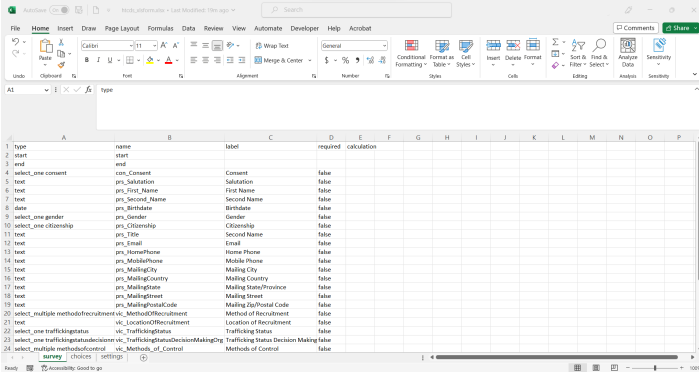 AutoSave Off Last Modified: 19m ago Search
File Home Insert Draw Page Layout Formulas Data Review View Automate Developer Help Acrobat Comments Share
Calibri 11 Wrap Text General
Paste B I U Merge & Center $ % Conditional Formatting Format as Table Cell Styles Insert Delete Format Sort & Filter Find & Select Analyze Data Sensitivity
Undo Clipboard Font Alignment Number Styles Cells Editing Analysis Sensitivity
A1 fx type
A B C D E F G H I J K L M N O P
1 type name label required calculation
2 start start
3 end end
4 select_one consent con_Consent Consent false
5 text prs_Salutation Salutation false
6 text prs_First_Name First Name false
7 text prs_Second_Name Second Name false
8 date prs_Birthdate Birthdate false
9 select_one gender prs_Gender Gender false
10 select_one citizenship prs_Citizenship Citizenship false
11 text prs_Title Second Name false
12 text prs_Email Email false
13 text prs_HomePhone Home Phone false
14 text prs_MobilePhone Mobile Phone false
15 text prs_MailingCity Mailing City false
16 text prs_MailingCountry Mailing Country false
17 text prs_MailingState Mailing State/Province false
18 text prs_MailingStreet Mailing Street false
19 text prs_MailingPostalCode Mailing Zip/Postal Code false
20 select_multiple methodofrecruitment vic_MethodOfRecruitment Method of Recruitment false
21 text vic_LocationOfRecruitment Location of Recruitment false
22 select_one traffickingstatus vic_TraffickingStatus Trafficking Status false
23 select_one traffickingstatusdecisionm vic_TraffickingStatusDecisionMakingOrg Trafficking Status Decision Making false
24 select_multiple methodsofcontrol vic_Methods_of_Control Methods of Control false
survey choices settings
Ready Accessibility: Good to go